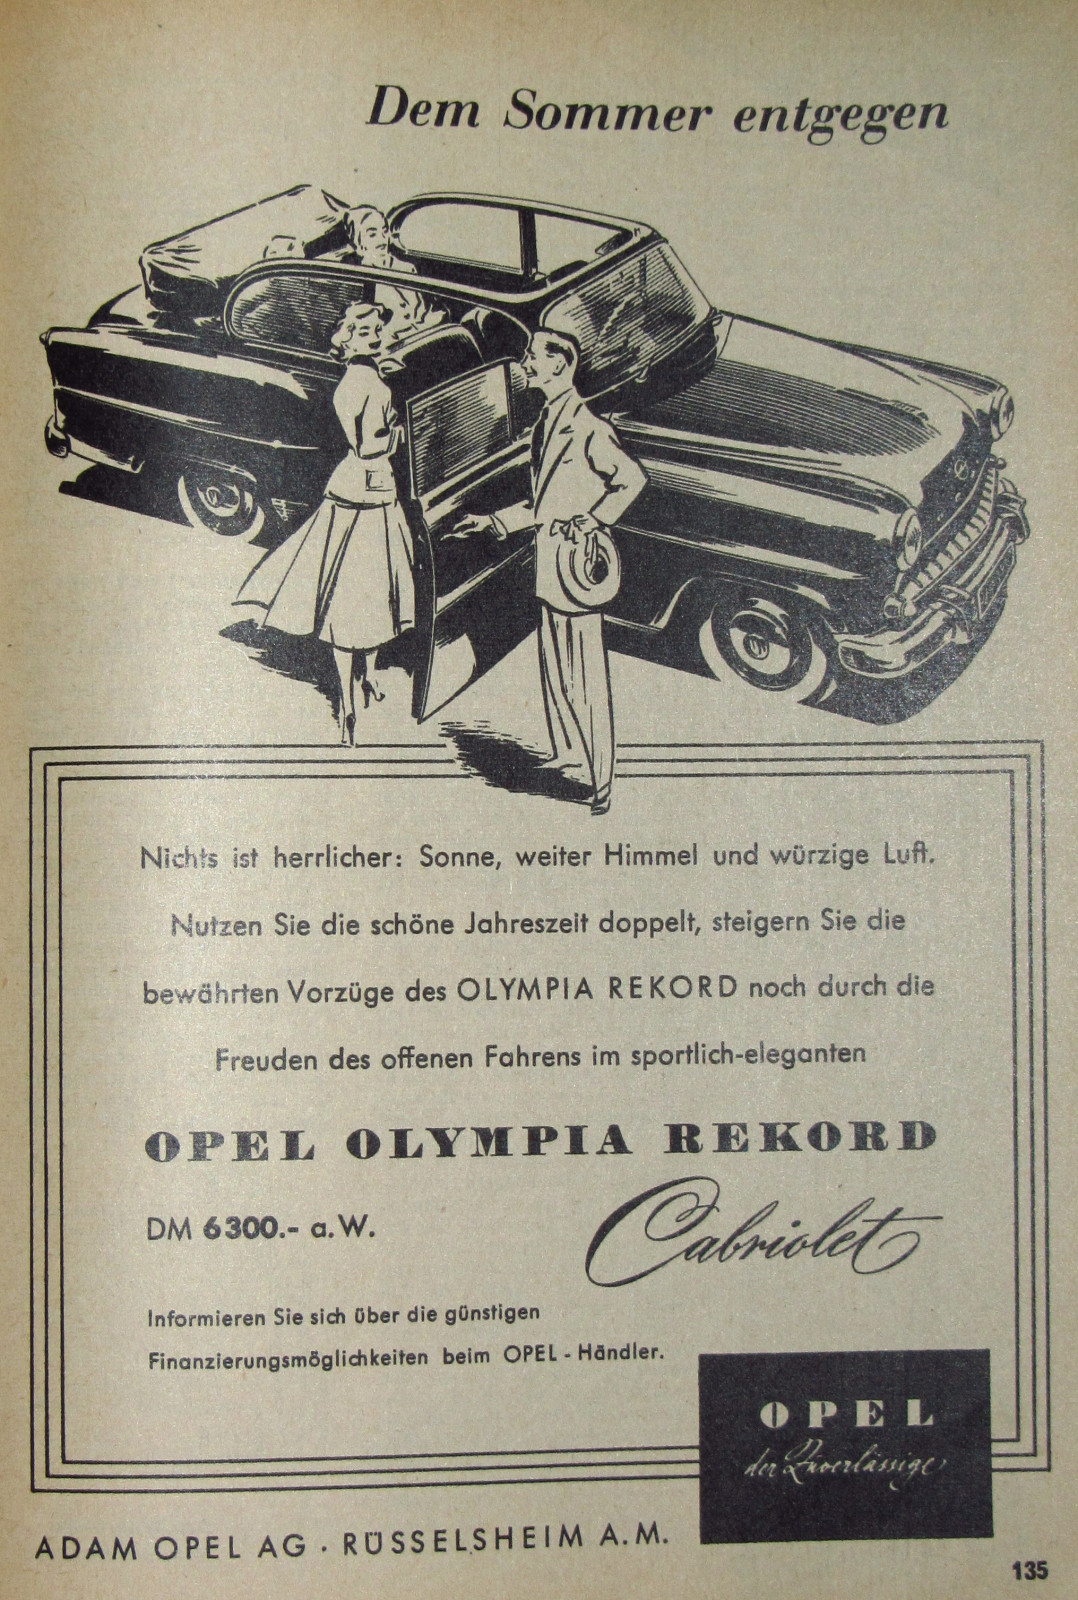 Dem Sommer entgegen
Nichts ist herrlicher: Sonne, weiter Himmel und würzige Luft.
Nutzen Sie die schöne Jahreszeit doppelt, steigern Sie die
bewährten Vorzüge des OLYMPIA REKORD noch durch die
Freuden des offenen Fahrens im sportlich-eleganten
OPEL OLYMPIA REKORD
Cabriolet
DM 6300.- a.W.
Informieren Sie sich über die günstigen
Finanzierungsmöglichkeiten beim OPEL - Händler.
OPEL
der Zuverlässige
ADAM OPEL AG · RÜSSELSHEIM A.M.
135